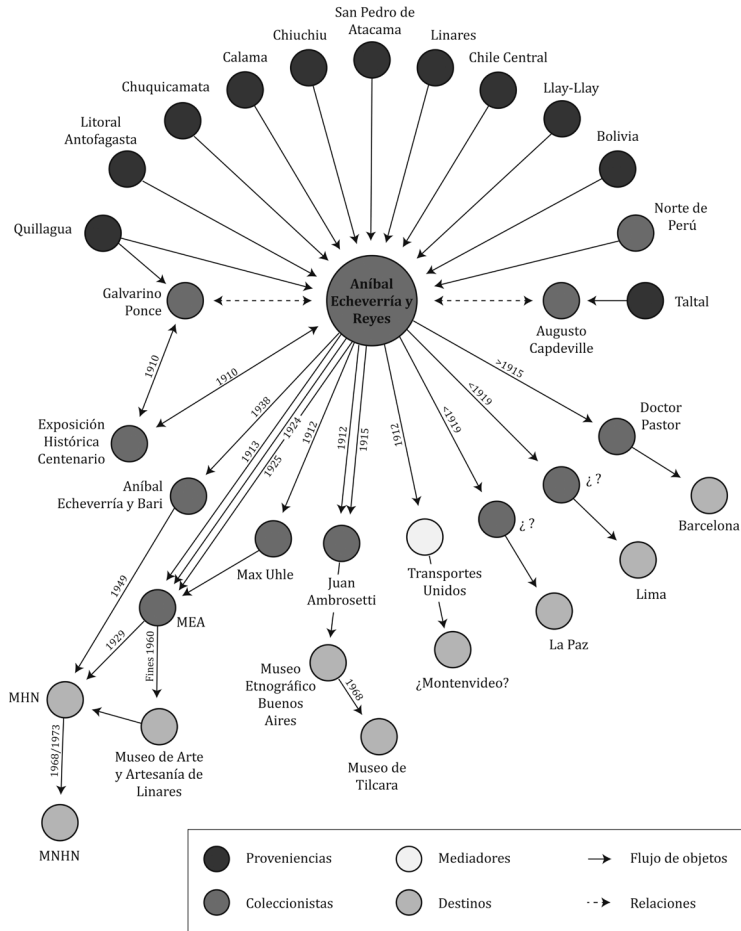 San Pedro de
Atacama
Chiuchiu
Linares
Calama
Chile Central
Chuquicamata
Llay-Llay
Litoral
Antofagasta
Bolivia
Quillagua
Norte de
Perú
Galvarino
Ponce
Aníbal
Echeverría y
Reyes
Augusto
Capdeville
Taltal
1910
1910
Exposición
Histórica
Centenario
1938
1913
1924
1925
1912
1912
1915
1912
<1919
<1919
>1915
Doctor
Pastor
Aníbal
Echeverría y Bari
¿ ?
¿ ?
Barcelona
Max Uhle
Juan
Ambrosetti
Transportes
Unidos
Lima
La Paz
1949
MEA
1929
Fines 1960
MHN
Museo
Etnográfico
Buenos
Aires
1968
¿Montenvideo?
1968/1973
Museo de Arte
y Artesanía de
Linares
Museo de
Tilcara
MNHN
Proveniencias
Mediadores
Flujo de objetos
Coleccionistas
Destinos
Relaciones